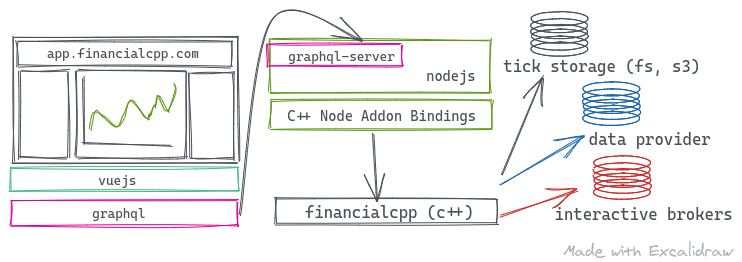 app.financialcpp.com
vuejs
graphql
graphql-server
nodejs
C++ Node Addon Bindings
financialcpp (c++)
tick storage (fs, s3)
data provider
interactive brokers
Made with Excalidraw